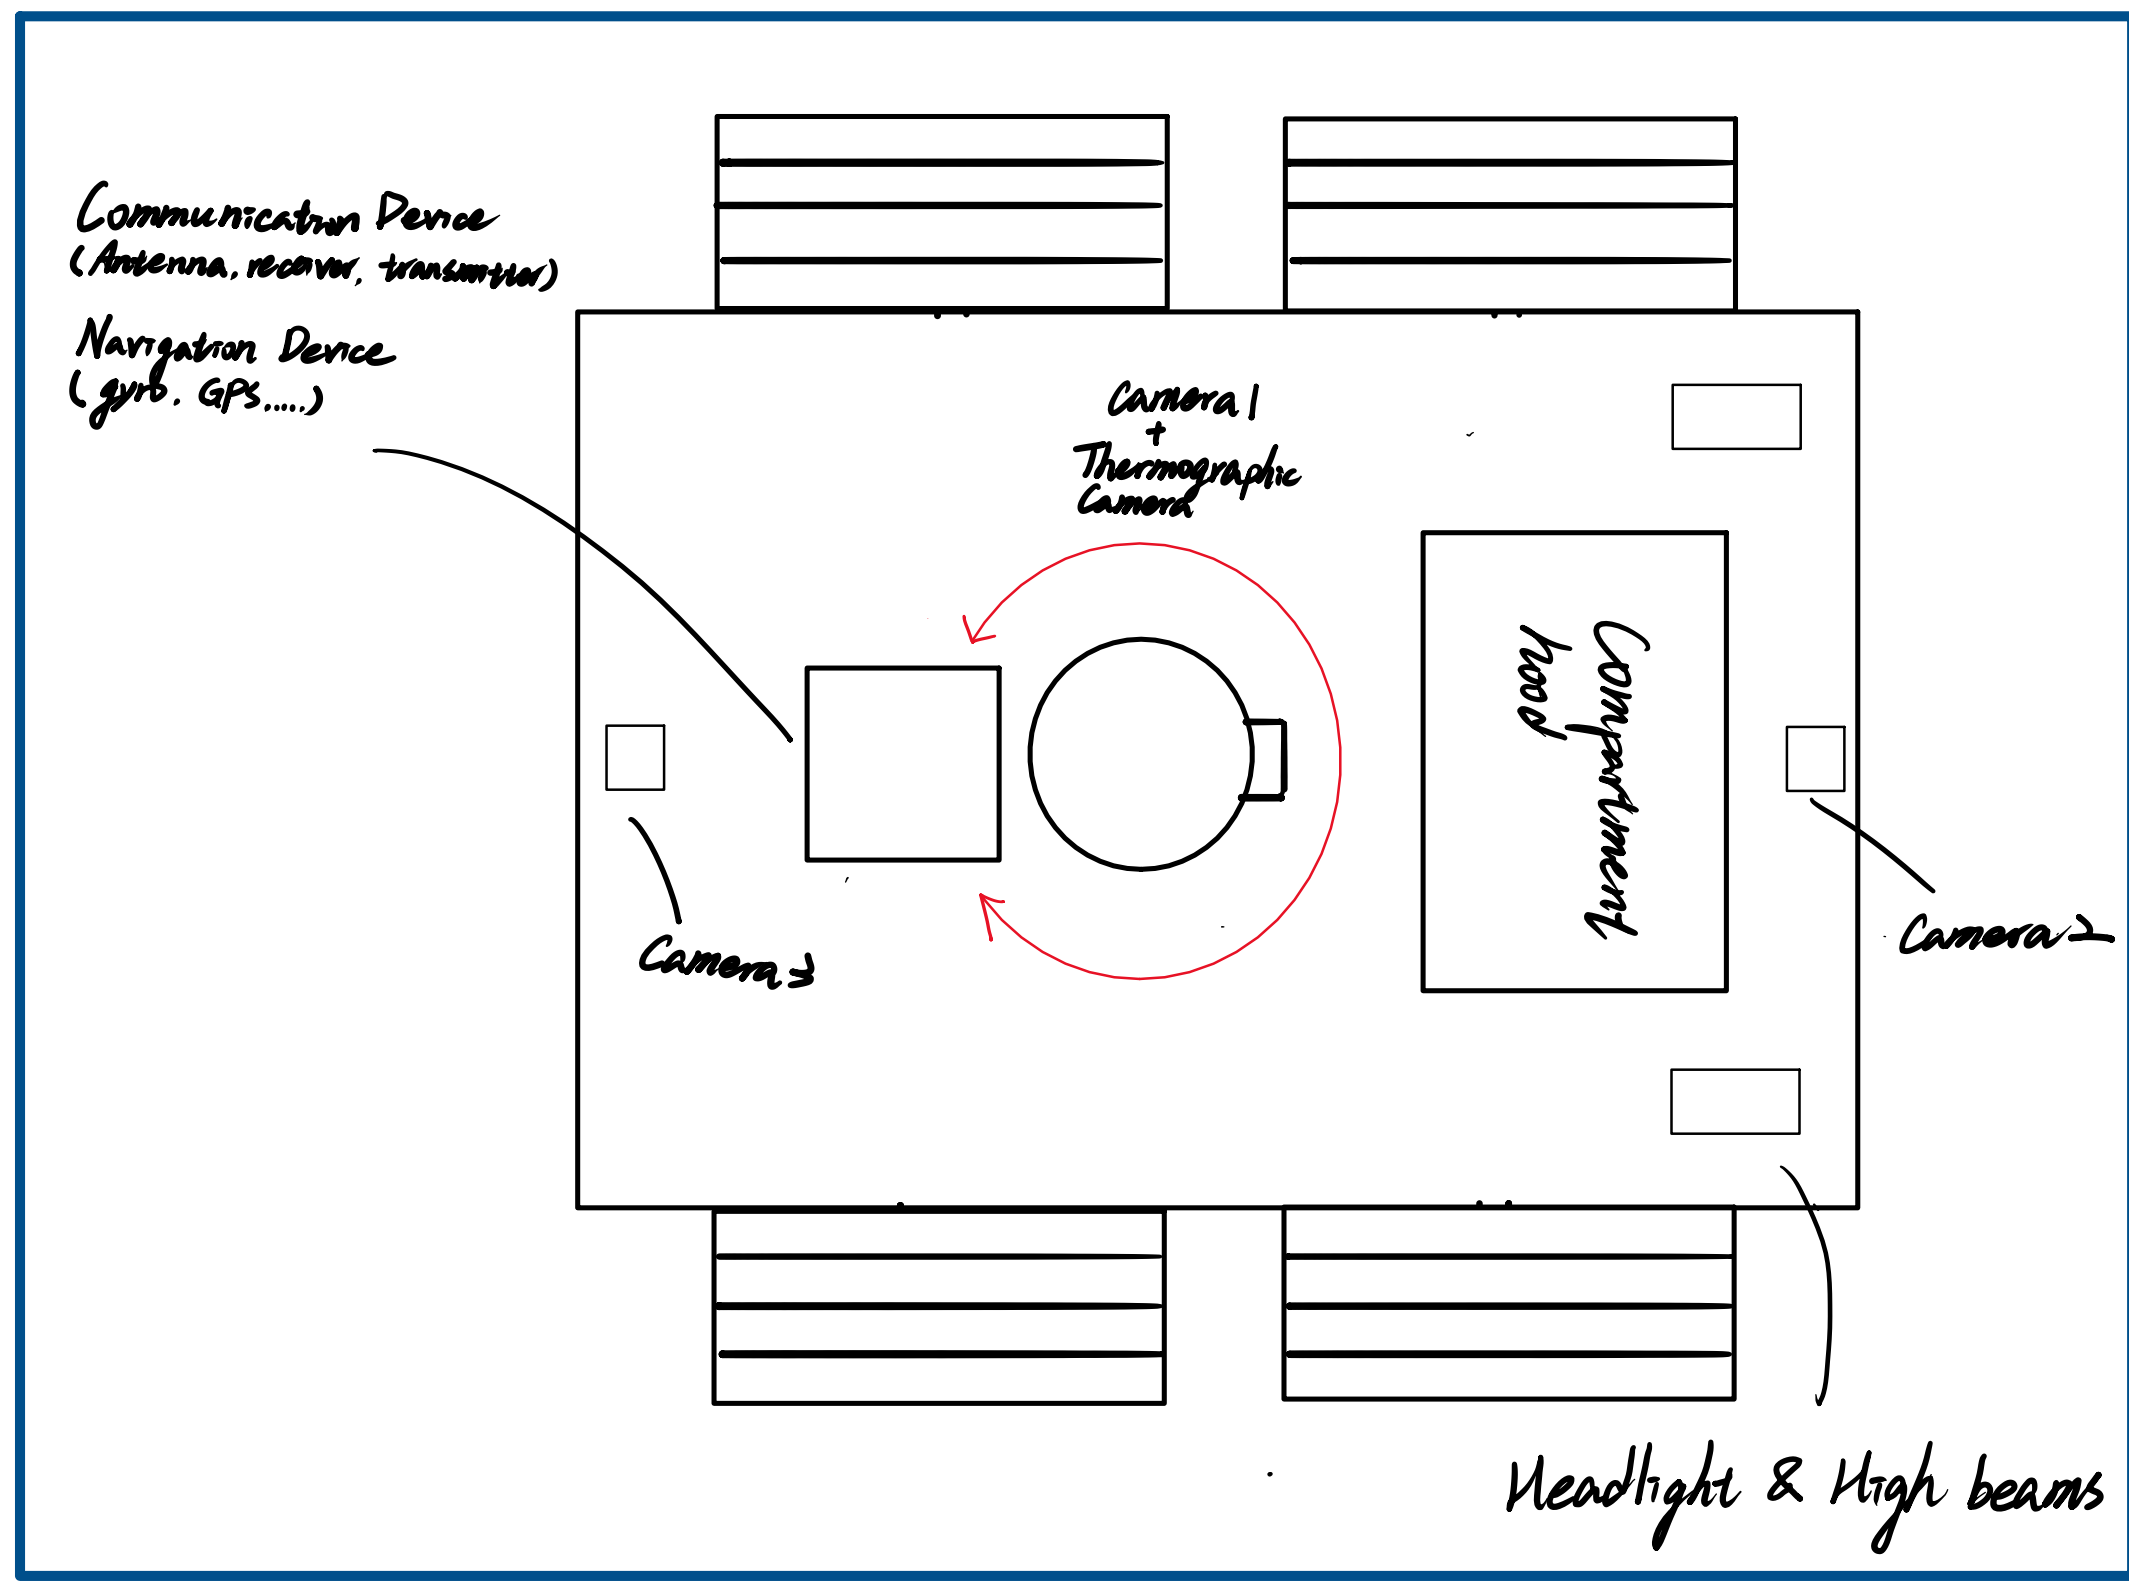 Communication Device
(Antenna, receiver, transmitter)
Navigation Device
(gyro, GPS.....)
Camera 1
+
Thermographic
Camera
Compartment
hood
Camera 3
Camera 2
Headlight & High beams